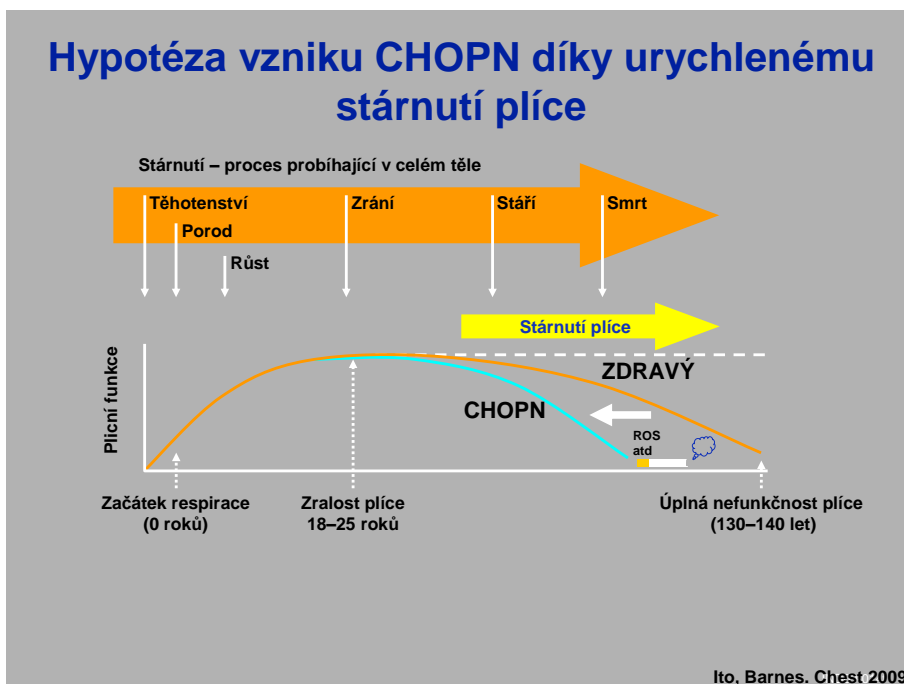 Hypotéza vzniku CHOPN díky urychlenému
stárnutí plíce
Stárnutí – proces probíhající v celém těle
Těhotenství
Zrání
Stáří
Smrt
Porod
Růst
Stárnutí plíce
Plicní funkce
ZDRAVÝ
CHOPN
ROS
atd
Začátek respirace
(0 roků)
Zralost plíce
18–25 roků
Úplná nefunkčnost plíce
(130–140 let)
Ito, Barnes. Chest 2009